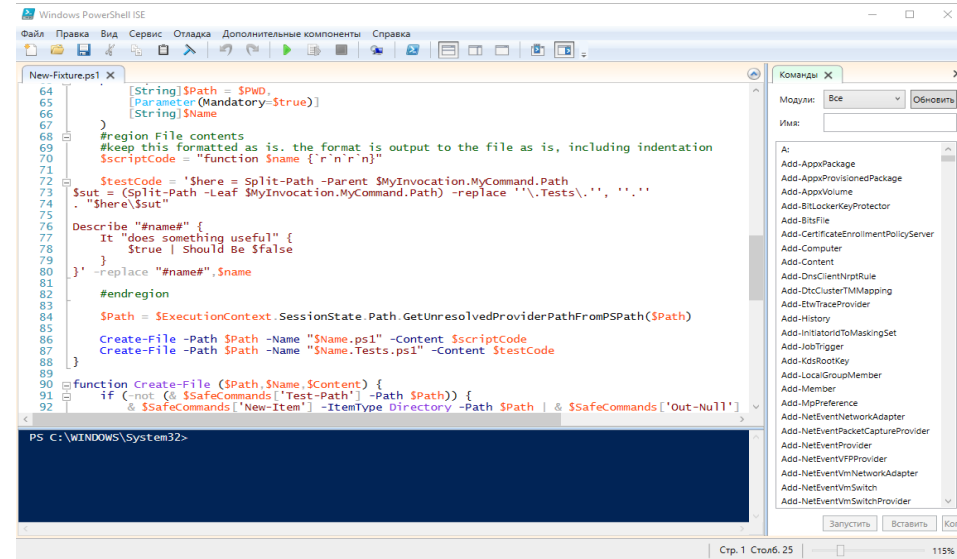 Windows PowerShell ISE
Файл Правка Вид Сервис Отладка Дополнительные компоненты Справка
New-Fixture.ps1
64 [String]$Path = $PWD,
65 [Parameter(Mandatory=$true)]
66 [String]$Name
67 )
68 #region File contents
69 #keep this formatted as is. the format is output to the file as is, including indentation
70 $scriptCode = "function $name {`r`n`r`n}"
71
72 $testCode = '$here = Split-Path -Parent $MyInvocation.MyCommand.Path
73 $sut = (Split-Path -Leaf $MyInvocation.MyCommand.Path) -replace ''\.Tests\.'', ''.''
74 . "$here\$sut"
75
76 Describe "#name#" {
77 It "does something useful" {
78 $true | Should Be $false
79 }
80 }' -replace "#name#",$name
81
82 #endregion
83
84 $Path = $ExecutionContext.SessionState.Path.GetUnresolvedProviderPathFromPSPath($Path)
85
86 Create-File -Path $Path -Name "$Name.ps1" -Content $scriptCode
87 Create-File -Path $Path -Name "$Name.Tests.ps1" -Content $testCode
88 }
89
90 function Create-File ($Path,$Name,$Content) {
91 if (-not (& $SafeCommands['Test-Path'] -Path $Path)) {
92 & $SafeCommands['New-Item'] -ItemType Directory -Path $Path | & $SafeCommands['Out-Null']
PS C:\WINDOWS\System32>
Команды
Модули: Все Обновить
Имя:
A:
Add-AppxPackage
Add-AppxProvisionedPackage
Add-AppxVolume
Add-BitLockerKeyProtector
Add-BitsFile
Add-CertificateEnrollmentPolicyServer
Add-Computer
Add-Content
Add-DnsClientNrptRule
Add-DtcClusterTMMapping
Add-EtwTraceProvider
Add-History
Add-InitiatorIdToMaskingSet
Add-JobTrigger
Add-KdsRootKey
Add-LocalGroupMember
Add-Member
Add-MpPreference
Add-NetEventNetworkAdapter
Add-NetEventPacketCaptureProvider
Add-NetEventProvider
Add-NetEventVFPProvider
Add-NetEventVmNetworkAdapter
Add-NetEventVmSwitch
Add-NetEventVmSwitchProvider
Запустить Вставить Ко
Стр. 1 Столб. 25 115%